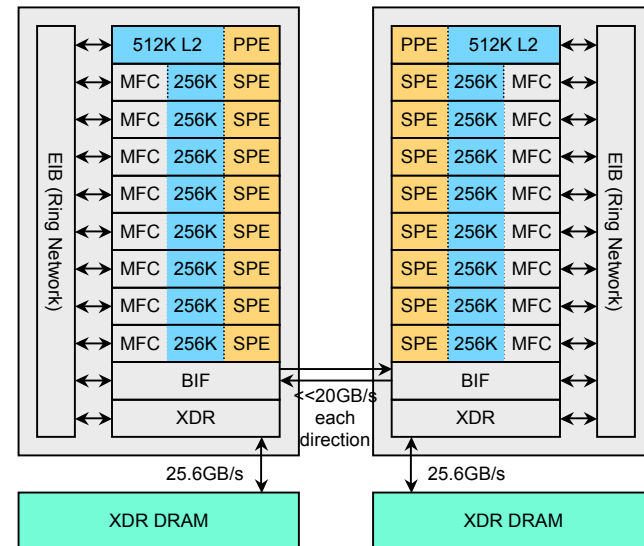 512K L2 PPE
MFC 256K SPE
MFC 256K SPE
MFC 256K SPE
MFC 256K SPE
MFC 256K SPE
MFC 256K SPE
MFC 256K SPE
MFC 256K SPE
BIF
XDR
EIB (Ring Network)
25.6GB/s
XDR DRAM
<<20GB/s
each
direction
PPE 512K L2
SPE 256K MFC
SPE 256K MFC
SPE 256K MFC
SPE 256K MFC
SPE 256K MFC
SPE 256K MFC
SPE 256K MFC
SPE 256K MFC
BIF
XDR
EIB (Ring Network)
25.6GB/s
XDR DRAM